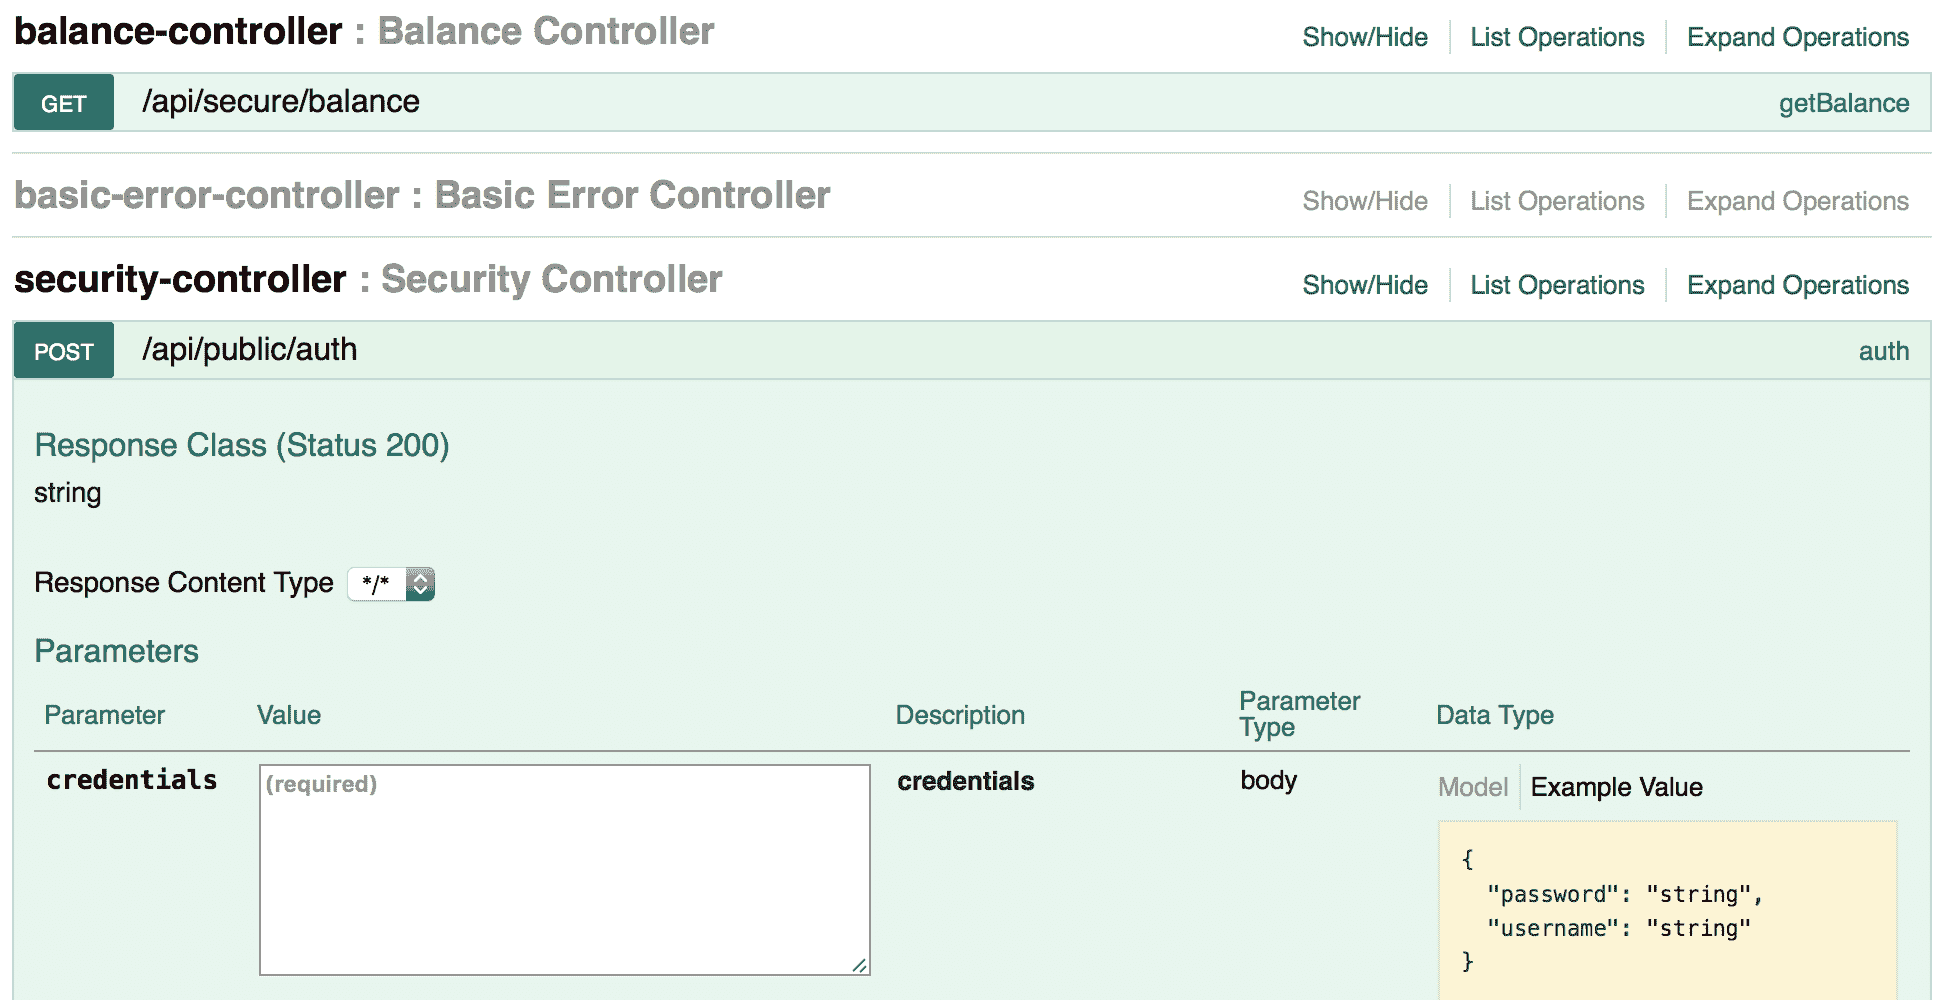 balance-controller : Balance Controller
Show/Hide List Operations Expand Operations
GET /api/secure/balance getBalance
basic-error-controller : Basic Error Controller
Show/Hide List Operations Expand Operations
security-controller : Security Controller
Show/Hide List Operations Expand Operations
POST /api/public/auth auth
Response Class (Status 200)
string
Response Content Type */*
Parameters
Parameter Value Description Parameter Type Data Type
credentials (required) credentials body Model Example Value
{
"password": "string",
"username": "string"
}